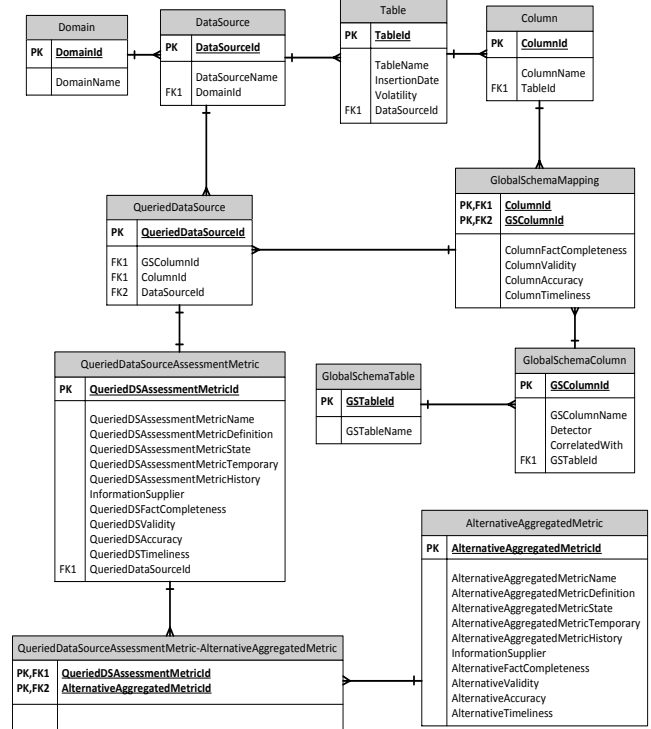 Domain
PK DomainId
DomainName
DataSource
PK DataSourceId
DataSourceName
FK1 DomainId
Table
PK TableId
TableName
InsertionDate
Volatility
FK1 DataSourceId
Column
PK ColumnId
ColumnName
FK1 TableId
QueriedDataSource
PK QueriedDataSourceId
FK1 GSColumnId
FK1 ColumnId
FK2 DataSourceId
GlobalSchemaMapping
PK,FK1 ColumnId
PK,FK2 GSColumnId
ColumnFactCompleteness
ColumnValidity
ColumnAccuracy
ColumnTimeliness
QueriedDataSourceAssessmentMetric
PK QueriedDSAssessmentMetricId
QueriedDSAssessmentMetricName
QueriedDSAssessmentMetricDefinition
QueriedDSAssessmentMetricState
QueriedDSAssessmentMetricTemporary
QueriedDSAssessmentMetricHistory
InformationSupplier
QueriedDSFactCompleteness
QueriedDSValidity
QueriedDSAccuracy
QueriedDSTimeliness
FK1 QueriedDataSourceId
GlobalSchemaTable
PK GSTableId
GSTableName
GlobalSchemaColumn
PK GSColumnId
GSColumnName
Detector
CorrelatedWith
FK1 GSTableId
AlternativeAggregatedMetric
PK AlternativeAggregatedMetricId
AlternativeAggregatedMetricName
AlternativeAggregatedMetricDefinition
AlternativeAggregatedMetricState
AlternativeAggregatedMetricTemporary
AlternativeAggregatedMetricHistory
InformationSupplier
AlternativeFactCompleteness
AlternativeValidity
AlternativeAccuracy
AlternativeTimeliness
QueriedDataSourceAssessmentMetric-AlternativeAggregatedMetric
PK,FK1 QueriedDSAssessmentMetricId
PK,FK2 AlternativeAggregatedMetricId